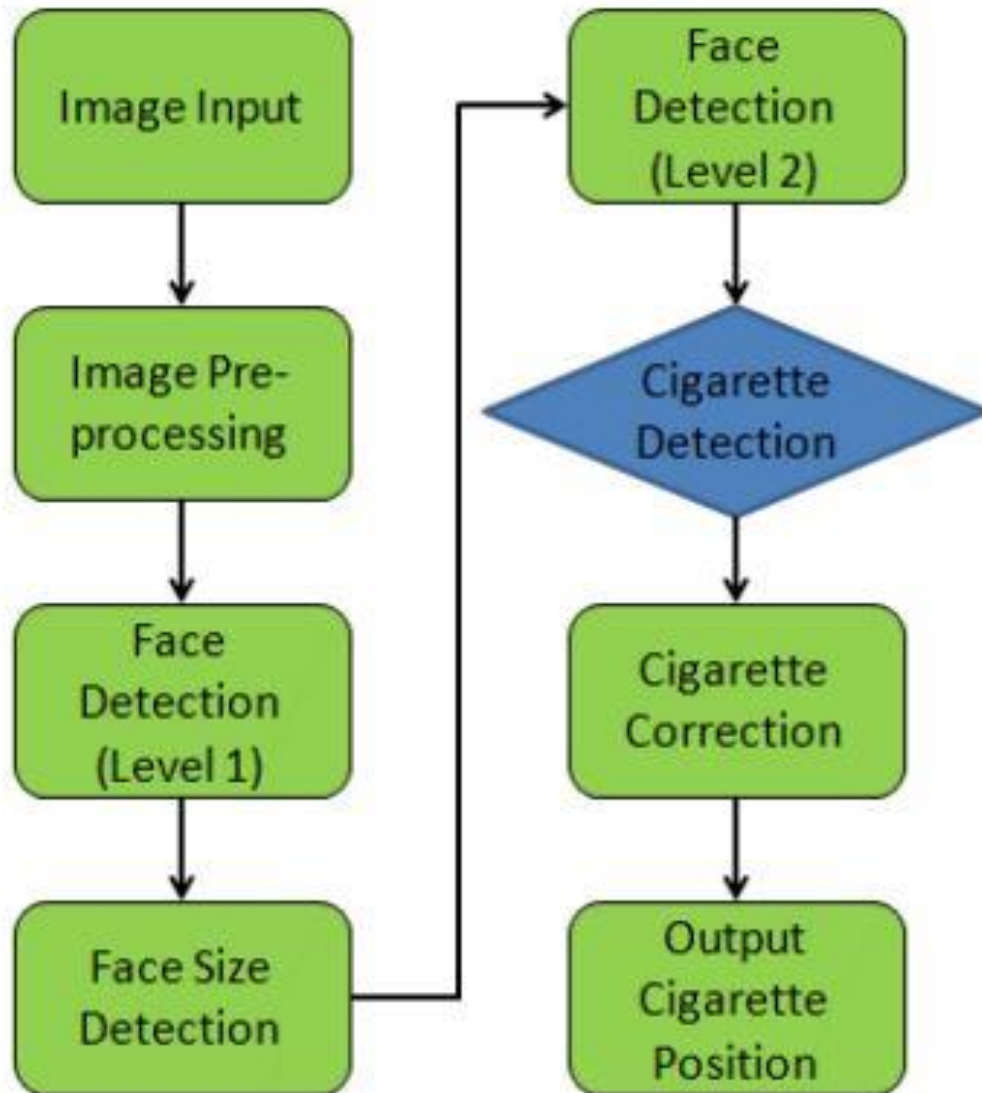 Image Input
Image Pre-
processing
Face
Detection
(Level 1)
Face Size
Detection
Face
Detection
(Level 2)
Cigarette
Detection
Cigarette
Correction
Output
Cigarette
Position